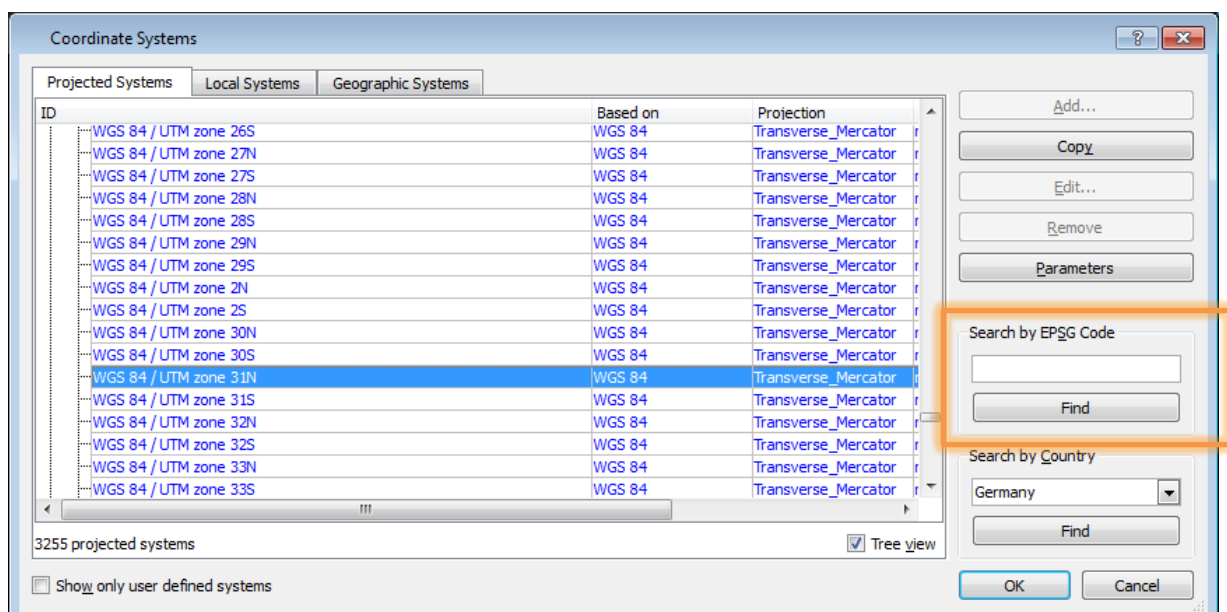 Coordinate Systems
Projected Systems Local Systems Geographic Systems
ID Based on Projection
WGS 84 / UTM zone 26S WGS 84 Transverse_Mercator
WGS 84 / UTM zone 27N WGS 84 Transverse_Mercator
WGS 84 / UTM zone 27S WGS 84 Transverse_Mercator
WGS 84 / UTM zone 28N WGS 84 Transverse_Mercator
WGS 84 / UTM zone 28S WGS 84 Transverse_Mercator
WGS 84 / UTM zone 29N WGS 84 Transverse_Mercator
WGS 84 / UTM zone 29S WGS 84 Transverse_Mercator
WGS 84 / UTM zone 2N WGS 84 Transverse_Mercator
WGS 84 / UTM zone 2S WGS 84 Transverse_Mercator
WGS 84 / UTM zone 30N WGS 84 Transverse_Mercator
WGS 84 / UTM zone 30S WGS 84 Transverse_Mercator
WGS 84 / UTM zone 31N WGS 84 Transverse_Mercator
WGS 84 / UTM zone 31S WGS 84 Transverse_Mercator
WGS 84 / UTM zone 32N WGS 84 Transverse_Mercator
WGS 84 / UTM zone 32S WGS 84 Transverse_Mercator
WGS 84 / UTM zone 33N WGS 84 Transverse_Mercator
WGS 84 / UTM zone 33S WGS 84 Transverse_Mercator
3255 projected systems Tree view
Show only user defined systems
Add...
Copy
Edit...
Remove
Parameters
Search by EPSG Code
Find
Search by Country
Germany
Find
OK Cancel